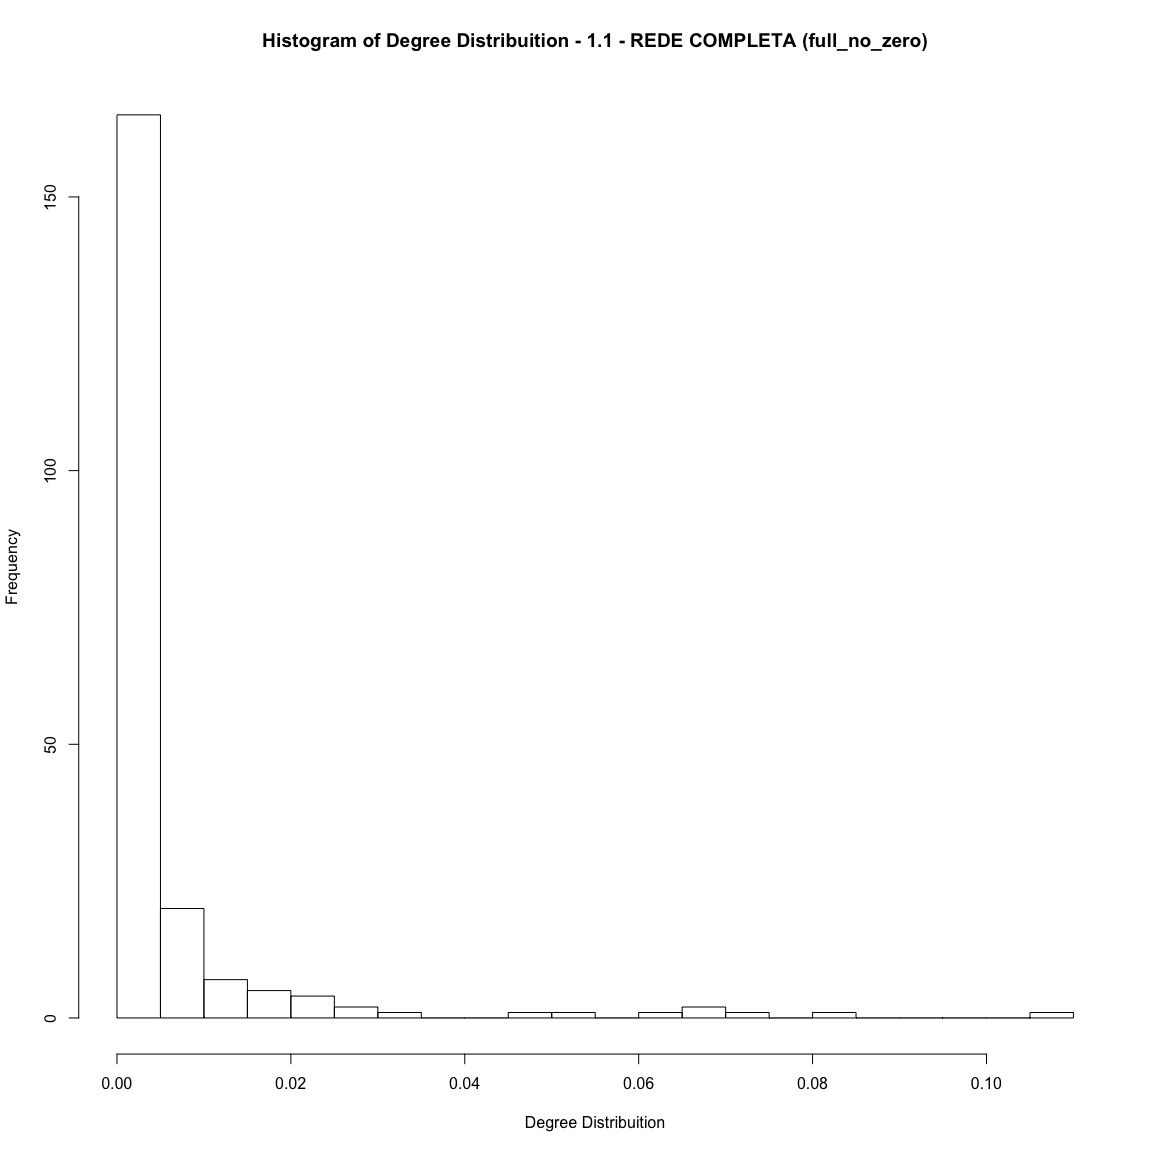 Histogram of Degree Distribuition - 1.1 - REDE COMPLETA (full_no_zero)
150
100
50
0
Frequency
0.00 0.02 0.04 0.06 0.08 0.10
Degree Distribuition